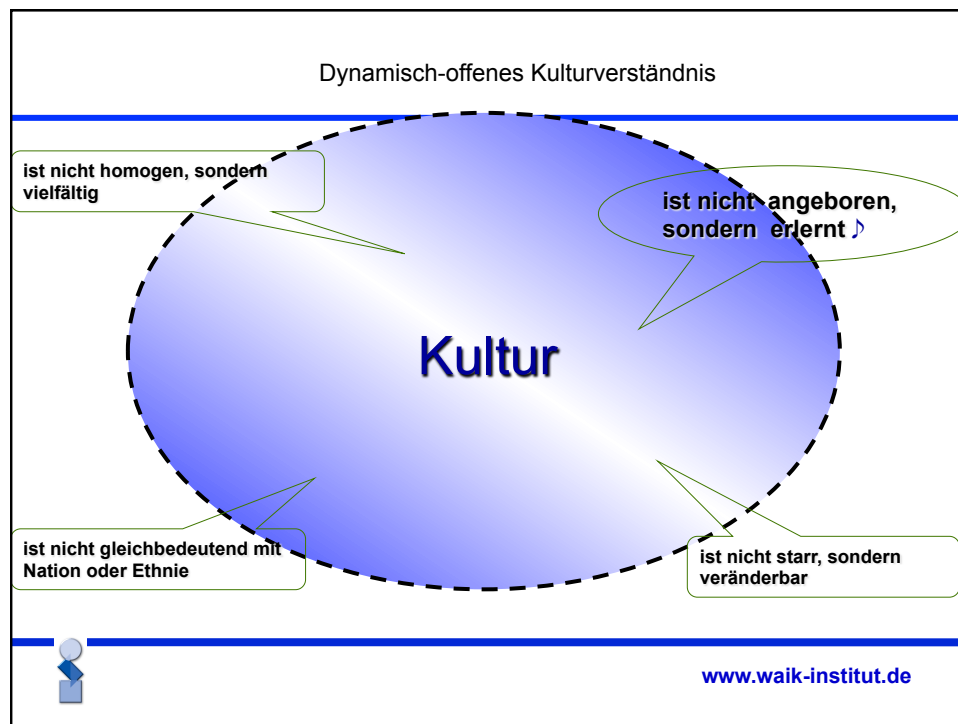 Dynamisch-offenes Kulturverständnis
ist nicht homogen, sondern
vielfältig
ist nicht angeboren,
sondern erlernt ♪
Kultur
ist nicht gleichbedeutend mit
Nation oder Ethnie
ist nicht starr, sondern
veränderbar
www.waik-institut.de